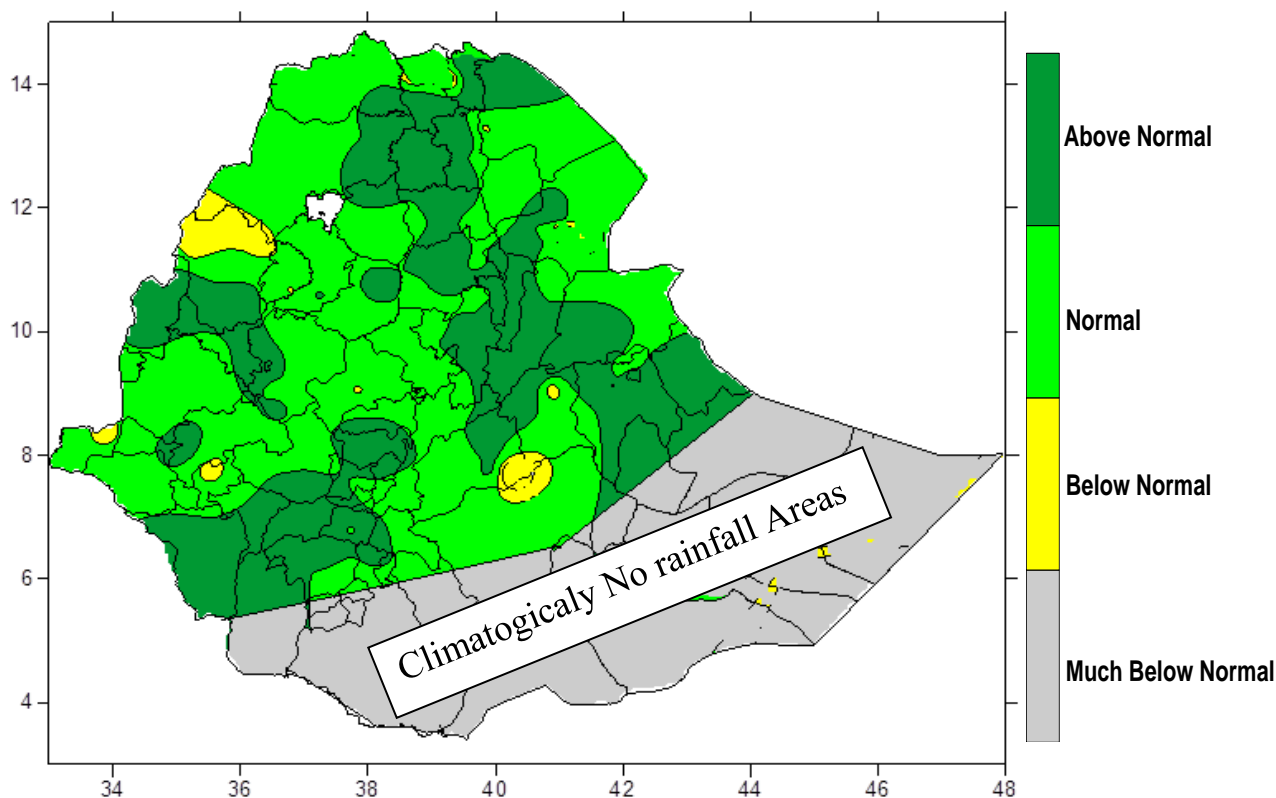 14
12
10
8
6
4
34 36 38 40 42 44 46 48
Climatogicaly No rainfall Areas
Above Normal
Normal
Below Normal
Much Below Normal